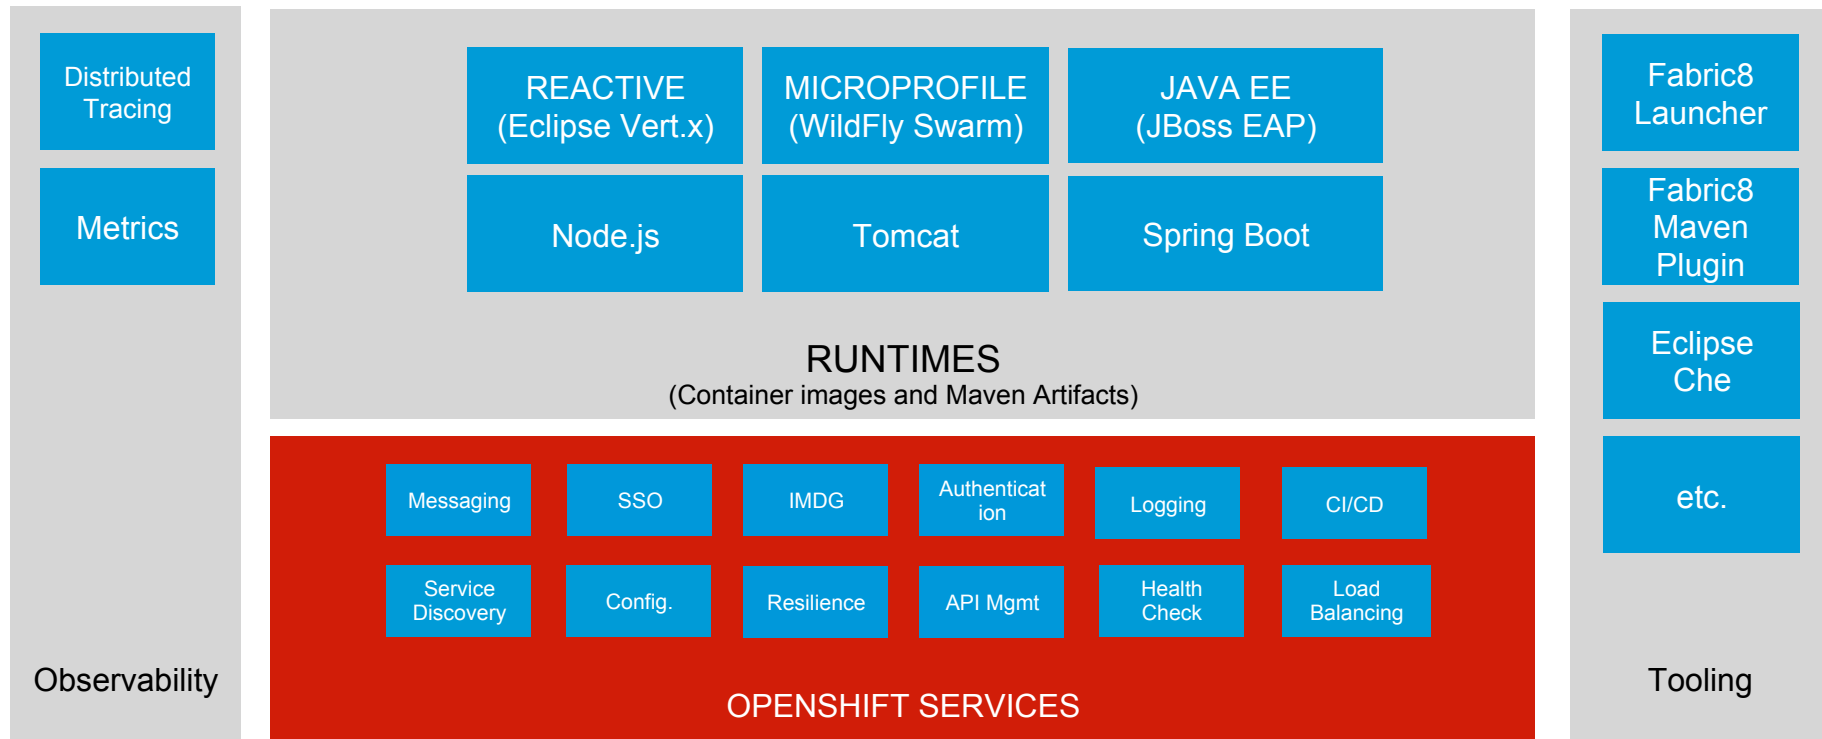 Distributed
Tracing
Metrics
Observability
REACTIVE
(Eclipse Vert.x)
MICROPROFILE
(WildFly Swarm)
JAVA EE
(JBoss EAP)
Node.js
Tomcat
Spring Boot
RUNTIMES
(Container images and Maven Artifacts)
Messaging
SSO
IMDG
Authenticat
ion
Logging
CI/CD
Service
Discovery
Config.
Resilience
API Mgmt
Health
Check
Load
Balancing
OPENSHIFT SERVICES
Fabric8
Launcher
Fabric8
Maven
Plugin
Eclipse
Che
etc.
Tooling